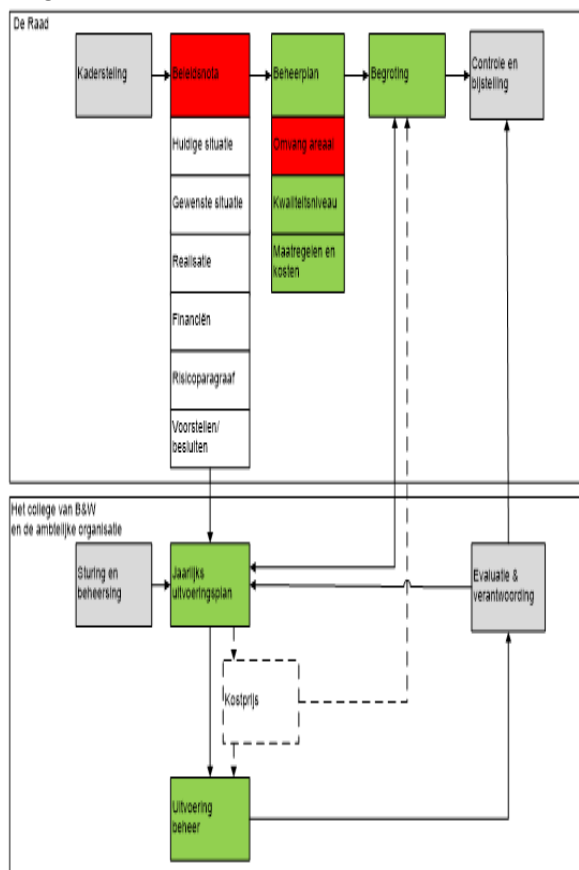 De Raad
Kaderstelling
Beleidsnota
Beheerplan
Begroting
Controle en
bijstelling
Huidige situatie
Omvang areaal
Gewenste situatie
Kwaliteitsniveau
Realisatie
Maatregelen en
kosten
Financiën
Risicoparagraaf
Voorstellen/
besluiten
Het college van B&W
en de ambtelijke organisatie
Sturing en
beheersing
Jaarlijks
uitvoeringsplan
Evaluatie &
verantwoording
Kostprijs
Uitvoering
beheer